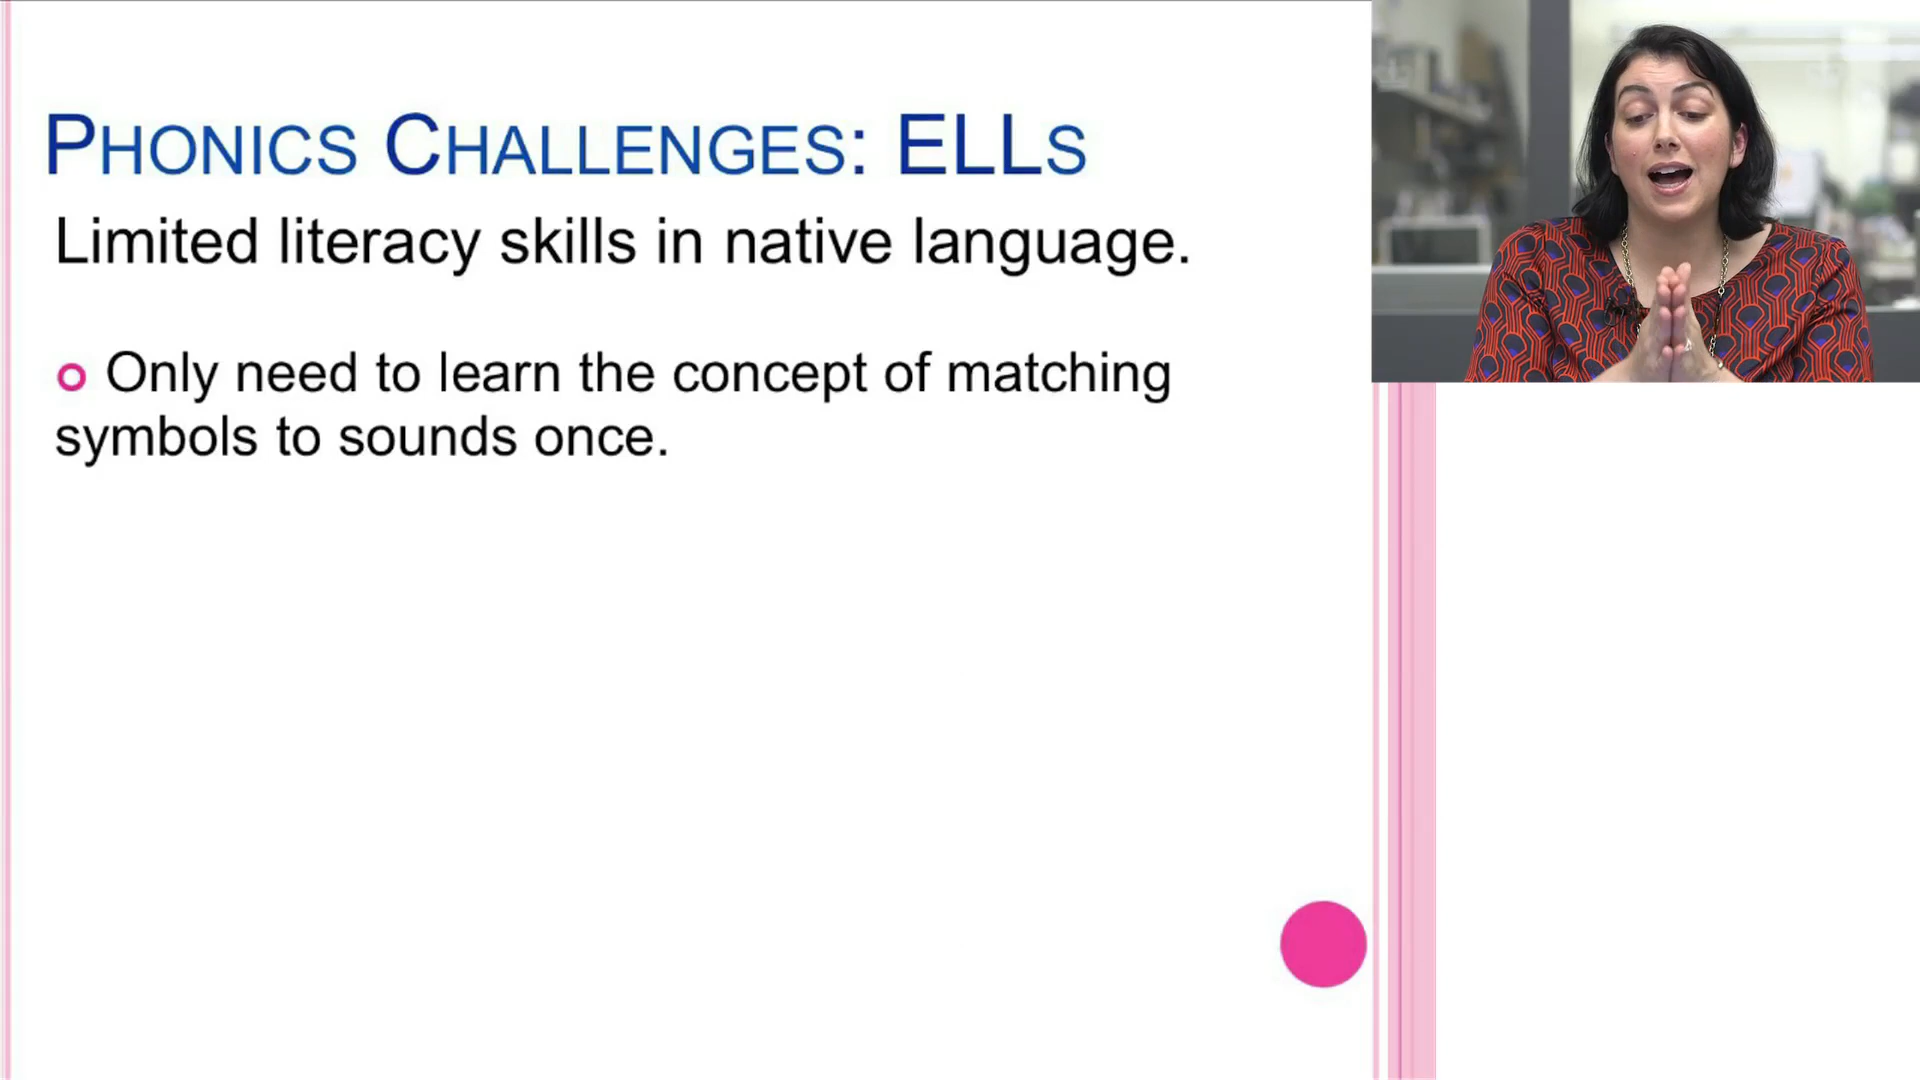 PHONICS CHALLENGES: ELLS
Limited literacy skills in native language.
Only need to learn the concept of matching
symbols to sounds once.